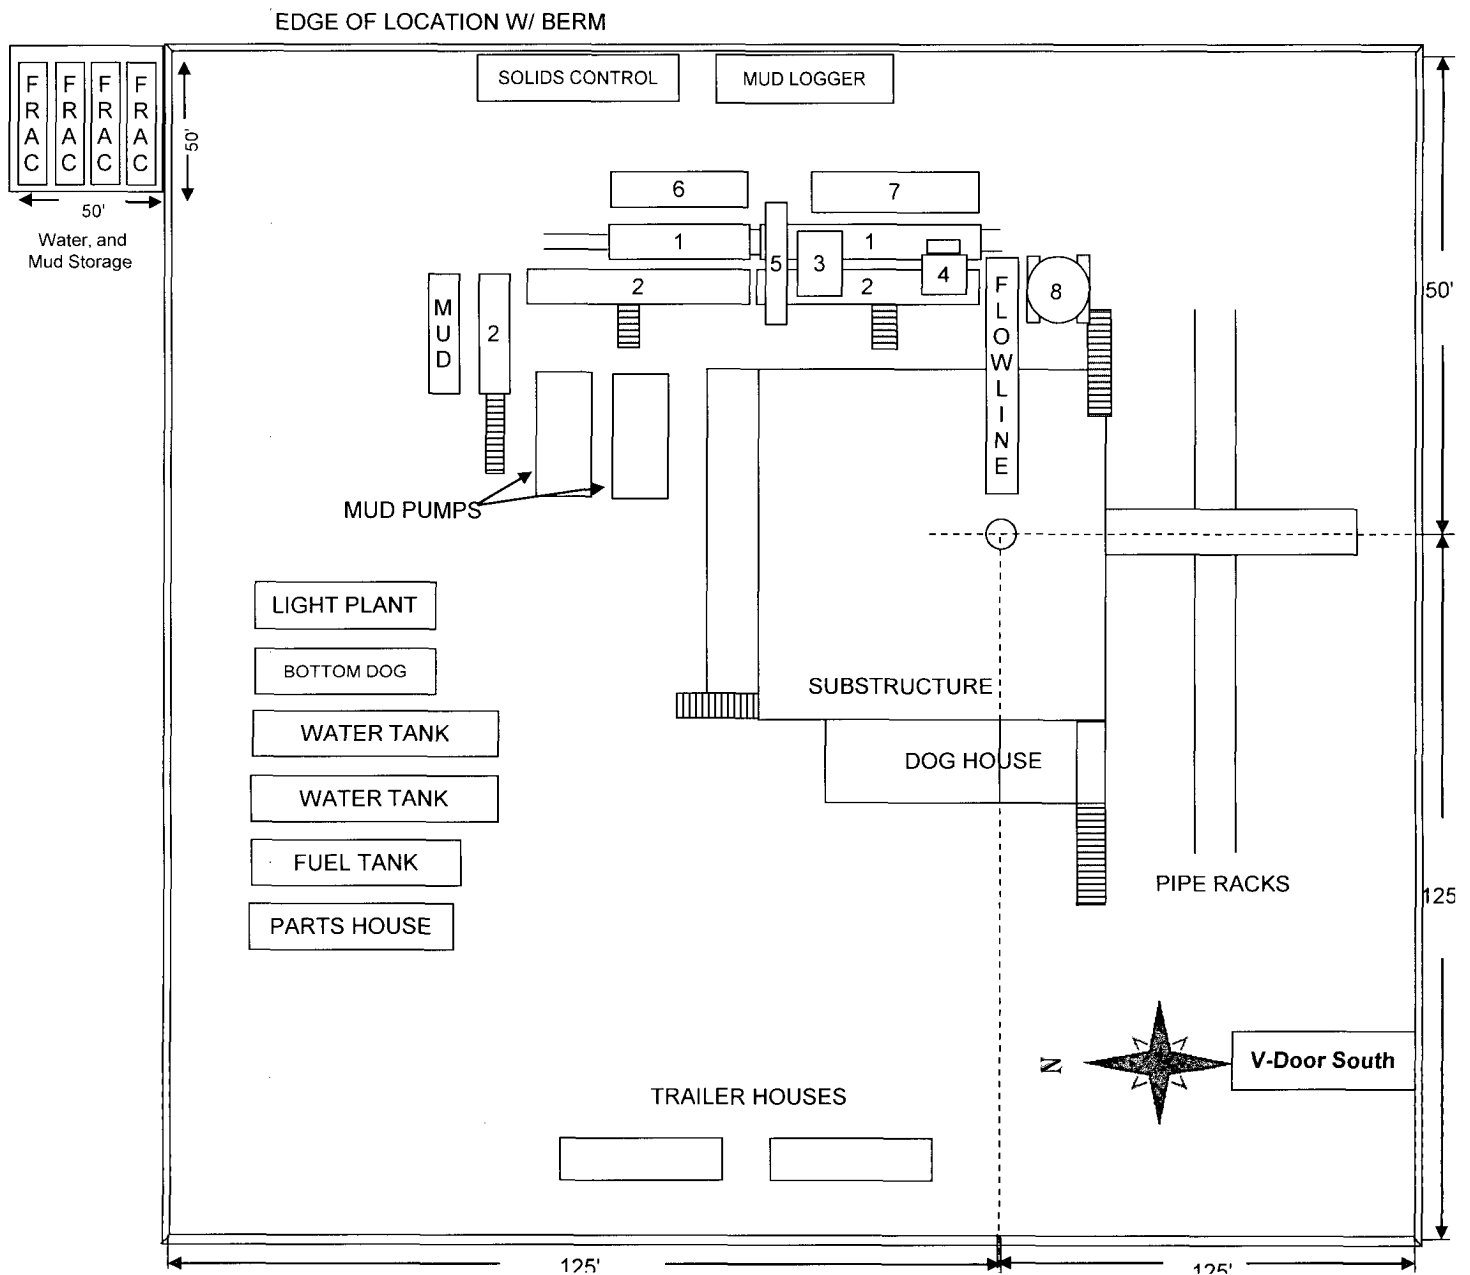 EDGE OF LOCATION W/ BERM
SOLIDS CONTROL
MUD LOGGER
FRAC
FRAC
FRAC
FRAC
50'
50'
Water, and
Mud Storage
6
7
1
1
5
3
4
2
2
8
MUD
2
FLOWLINE
50'
MUD PUMPS
LIGHT PLANT
BOTTOM DOG
SUBSTRUCTURE
WATER TANK
DOG HOUSE
WATER TANK
FUEL TANK
PIPE RACKS
125
PARTS HOUSE
N
V-Door South
TRAILER HOUSES
125'
125'